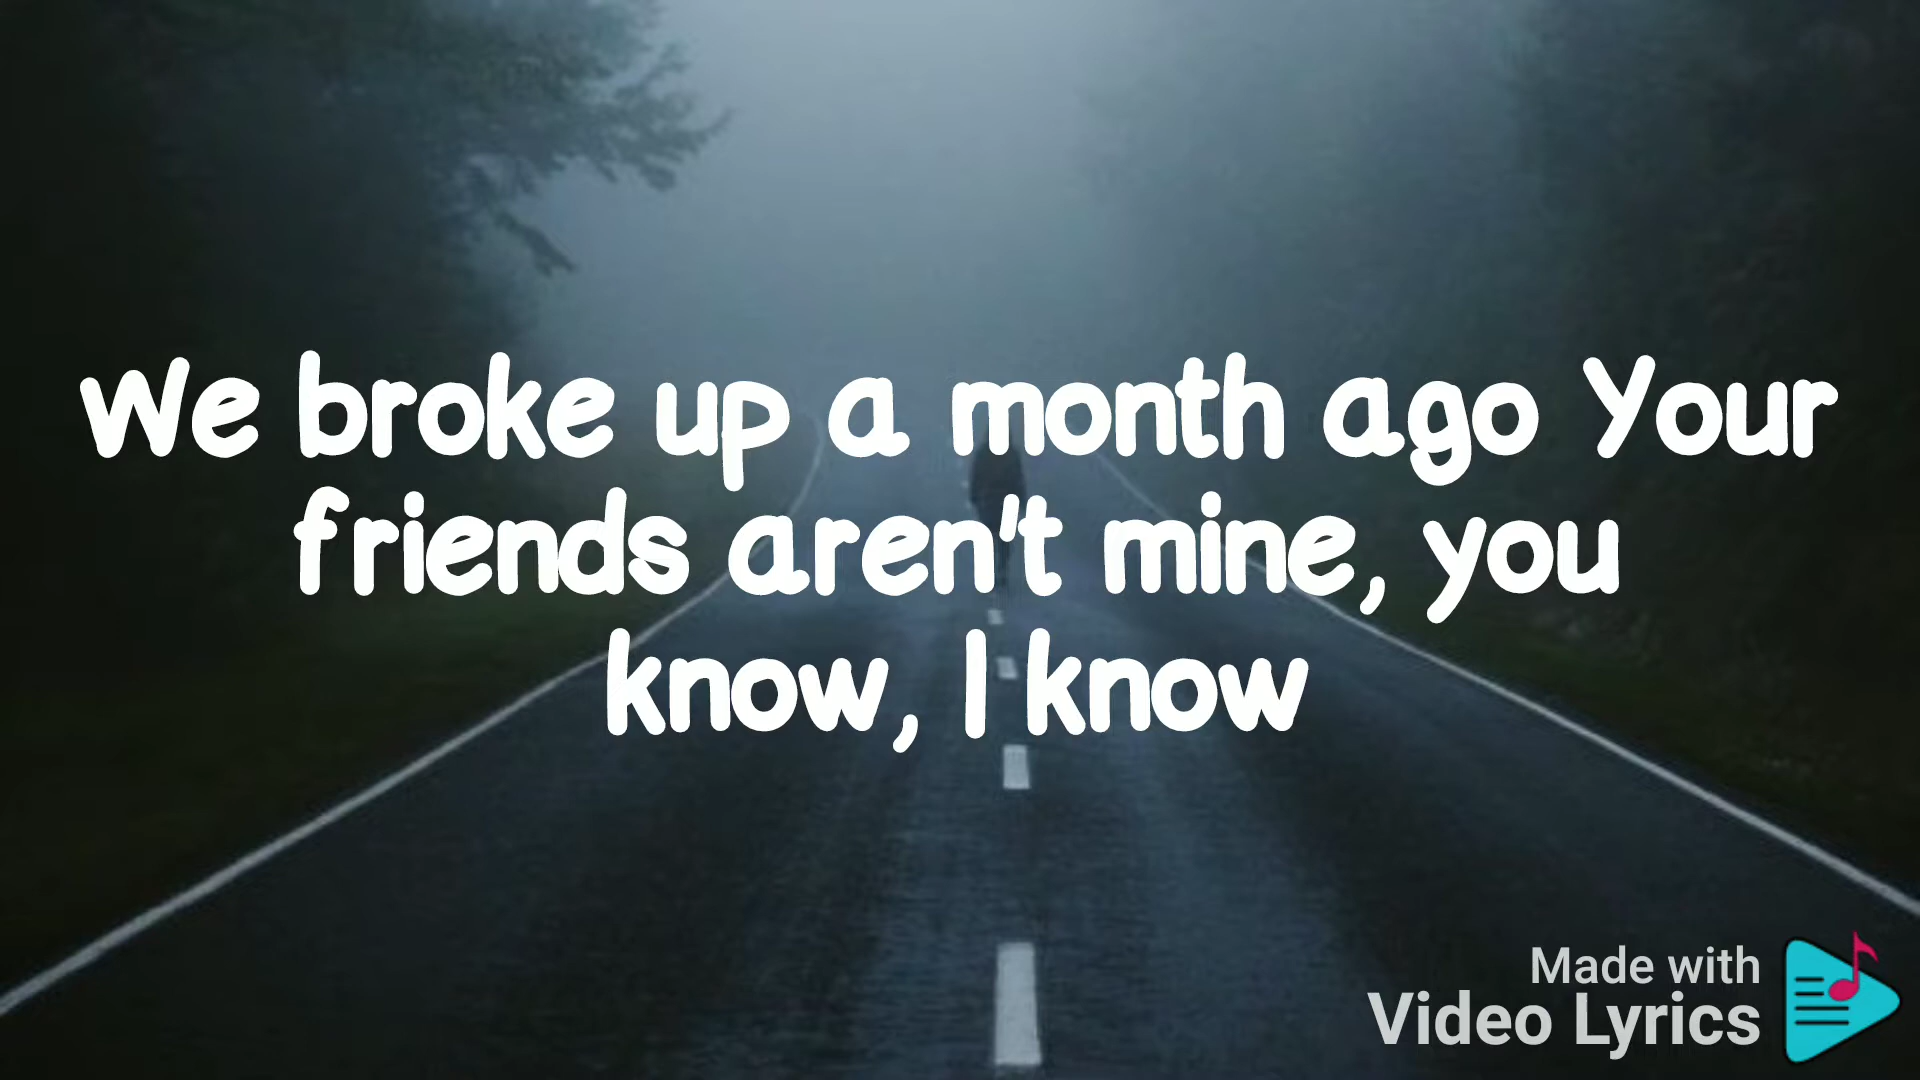 We broke up a month ago Your
friends aren't mine, you
know, I know
Made with
Video Lyrics